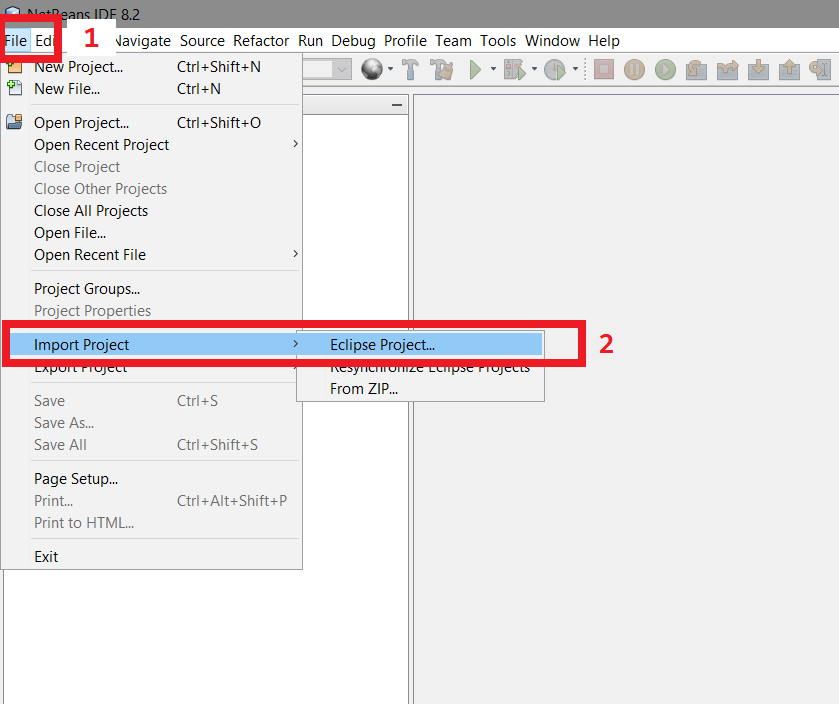 NetBeans IDE 8.2
File Edi 1 Navigate Source Refactor Run Debug Profile Team Tools Window Help
New Project... Ctrl+Shift+N
New File... Ctrl+N
Open Project... Ctrl+Shift+O
Open Recent Project
Close Project
Close Other Projects
Close All Projects
Open File...
Open Recent File
Project Groups...
Project Properties
Import Project Eclipse Project... 2
Export Project Resynchronize Eclipse Projects
From ZIP...
Save Ctrl+S
Save As...
Save All Ctrl+Shift+S
Page Setup...
Print... Ctrl+Alt+Shift+P
Print to HTML...
Exit